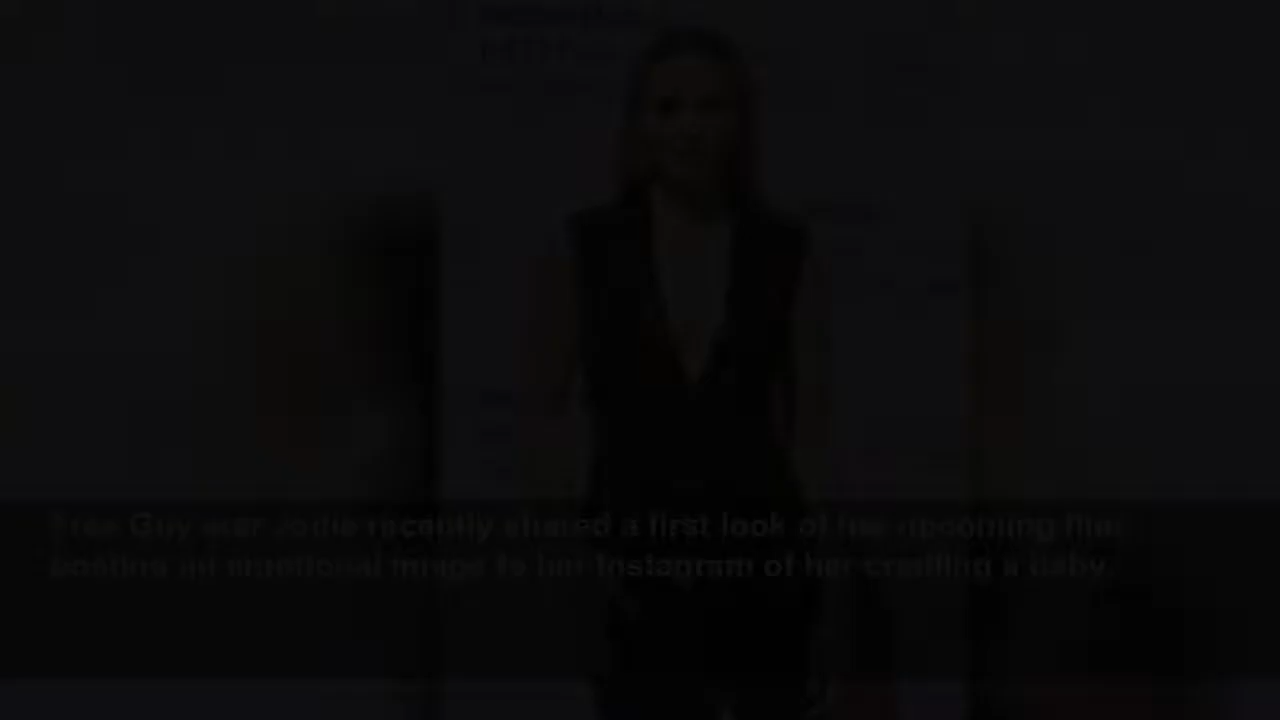 Free Guy star Jodie recently shared a first look of her upcoming film
posting an emotional image to her Instagram of her cradling a baby.